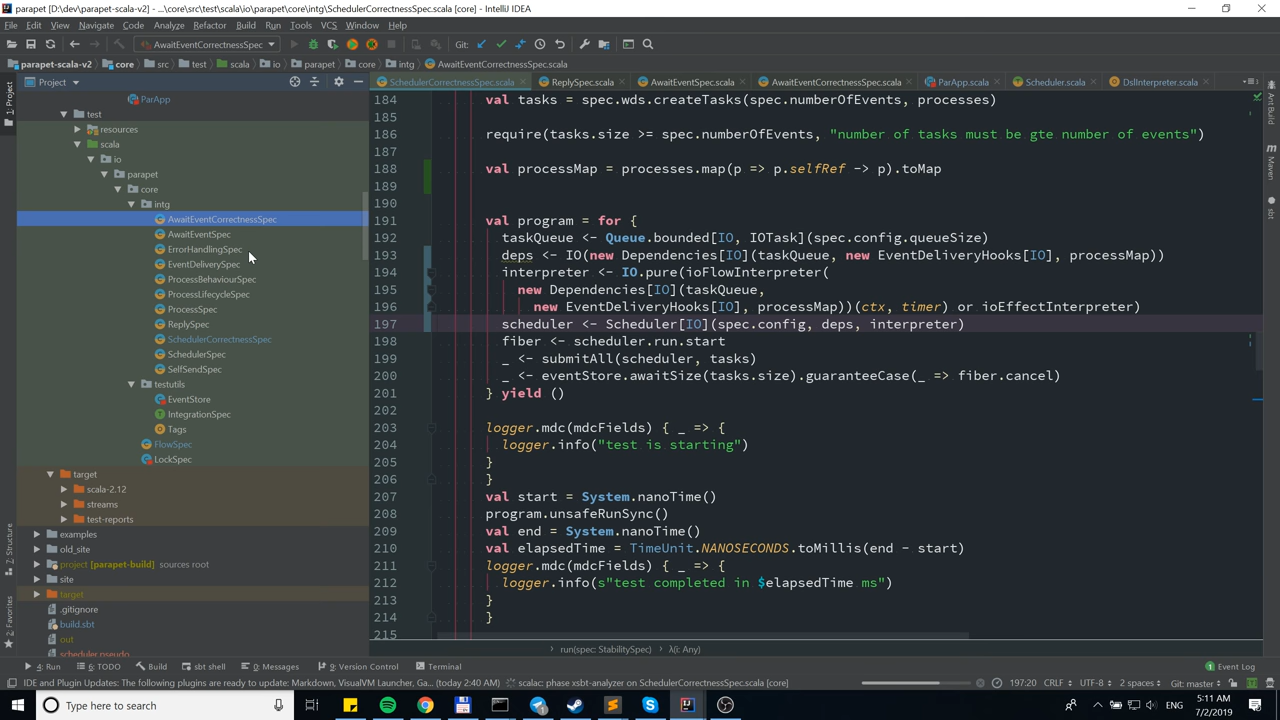 parapet [D:\dev\parapet-scala-v2] - ...\core\src\test\scala\io\parapet\core\intg\SchedulerCorrectnessSpec.scala [core] - IntelliJ IDEA
File Edit View Navigate Code Analyze Refactor Build Run Tools VCS Window Help
AwaitEventCorrectnessSpec Git:
parapet-scala-v2 core src test scala io parapet core intg SchedulerCorrectnessSpec.scala
Project
SchedulerCorrectnessSpec.scala ReplySpec.scala AwaitEventSpec.scala AwaitEventCorrectnessSpec.scala ParApp.scala Scheduler.scala DslInterpreter.scala
1: Project
Ant Build
Maven
sbt
ParApp
test
resources
scala
io
parapet
core
intg
AwaitEventCorrectnessSpec
AwaitEventSpec
ErrorHandlingSpec
EventDeliverySpec
ProcessBehaviourSpec
ProcessLifecycleSpec
ProcessSpec
ReplySpec
SchedulerCorrectnessSpec
SchedulerSpec
SelfSendSpec
testutils
EventStore
IntegrationSpec
Tags
FlowSpec
LockSpec
target
scala-2.12
streams
test-reports
examples
old_site
project [parapet-build] sources root
site
target
.gitignore
build.sbt
out
scheduler.pseudo
7: Structure
2: Favorites
184 val tasks = spec.wds.createTasks(spec.numberOfEvents, processes)
185
186 require(tasks.size >= spec.numberOfEvents, "number of tasks must be gte number of events")
187
188 val processMap = processes.map(p => p.selfRef -> p).toMap
189
190
191 val program = for {
192 taskQueue <- Queue.bounded[IO, IOTask](spec.config.queueSize)
193 deps <- IO(new Dependencies[IO](taskQueue, new EventDeliveryHooks[IO], processMap))
194 interpreter <- IO.pure(ioFlowInterpreter(
195 new Dependencies[IO](taskQueue,
196 new EventDeliveryHooks[IO], processMap))(ctx, timer) or ioEffectInterpreter)
197 scheduler <- Scheduler[IO](spec.config, deps, interpreter)
198 fiber <- scheduler.run.start
199 _ <- submitAll(scheduler, tasks)
200 _ <- eventStore.awaitSize(tasks.size).guaranteeCase(_ => fiber.cancel)
201 } yield ()
202
203 logger.mdc(mdcFields) { _ => {
204 logger.info("test is starting")
205 }
206 }
207 val start = System.nanoTime()
208 program.unsafeRunSync()
209 val end = System.nanoTime()
210 val elapsedTime = TimeUnit.NANOSECONDS.toMillis(end - start)
211 logger.mdc(mdcFields) { _ => {
212 logger.info(s"test completed in $elapsedTime ms")
213 }
214 }
215
run(spec: StabilitySpec) λ(i: Any)
4: Run 6: TODO Build sbt shell 0: Messages 9: Version Control Terminal 1 Event Log
IDE and Plugin Updates: The following plugins are ready to update: Markdown, VisualVM Launcher, Ga... (today 2:40 AM) scalac: phase xsbt-analyzer on SchedulerCorrectnessSpec.scala [core] 197:20 CRLF UTF-8 2 spaces Git: master
Type here to search
5:11 AM
7/2/2019